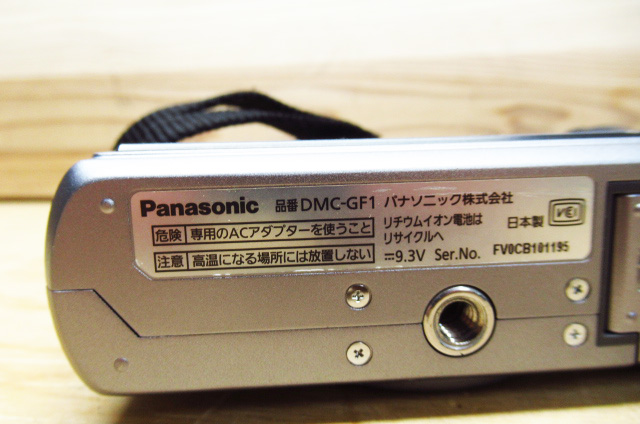 Panasonic 品番 DMC-GF1 パナソニック株式会社
危険 専用のACアダプターを使うこと
注意 高温になる場所には放置しない
リチウムイオン電池は
リサイクルへ
日本製
⎓9.3V Ser.No. FV0CB101195